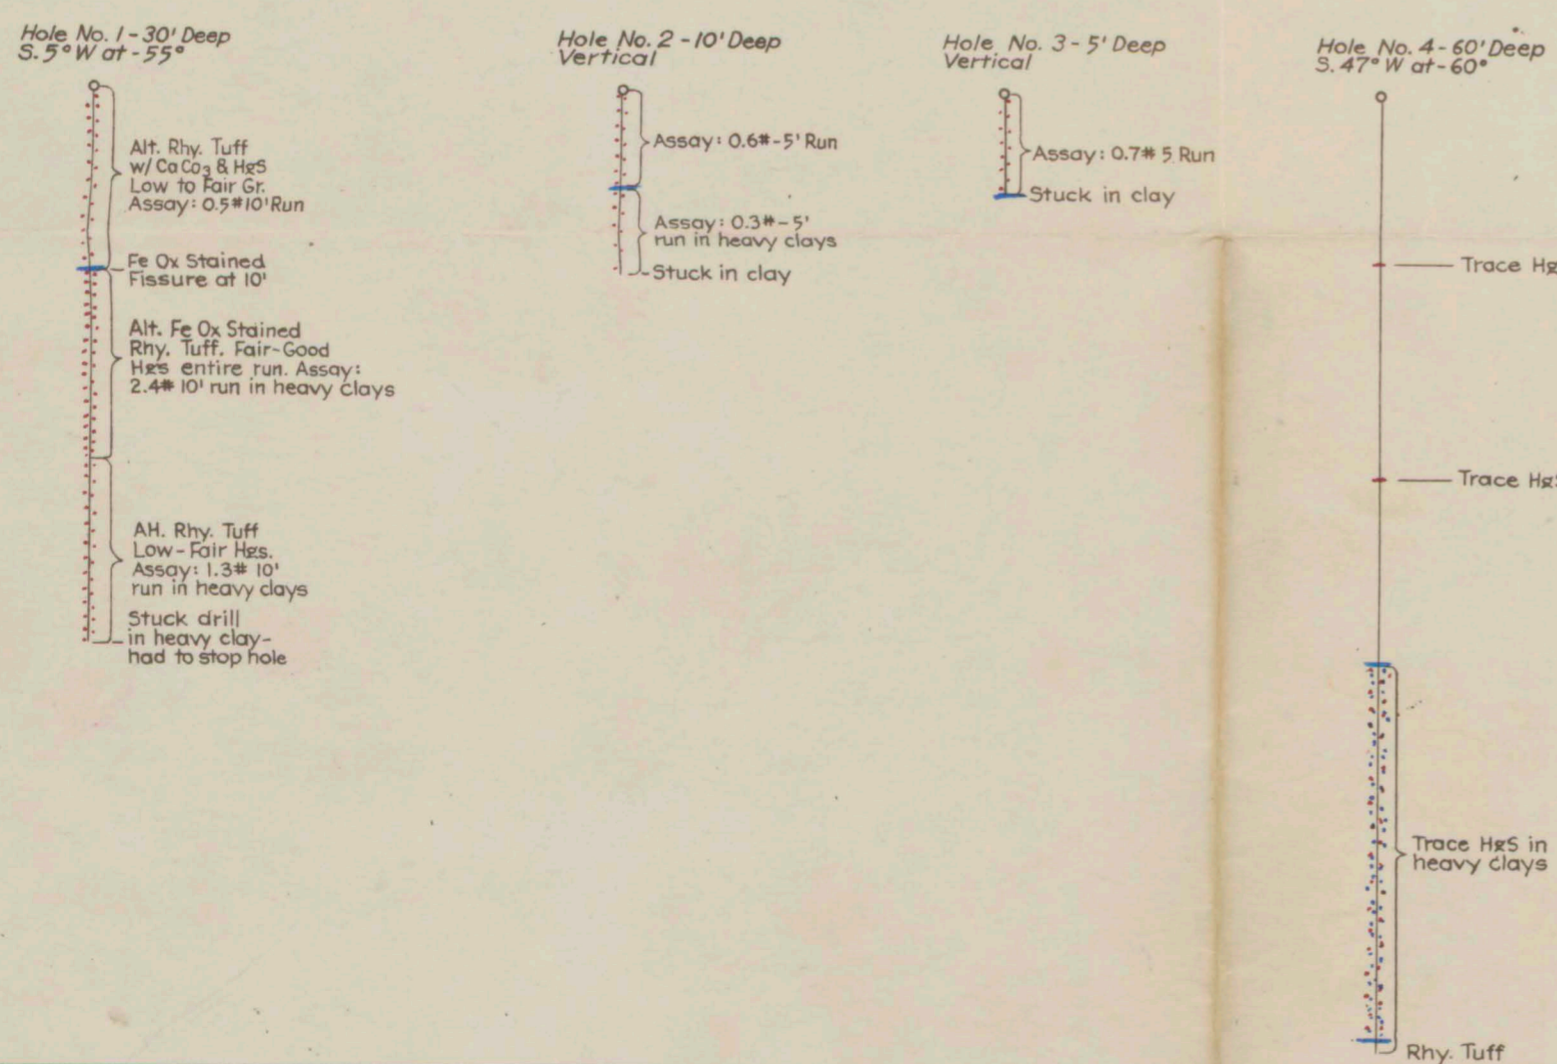 Hole No. 1 - 30' Deep
S. 5° W at - 55°
Alt. Rhy. Tuff
w/ CaCo₃ & HgS
Low to Fair Gr.
Assay: 0.5# 10' Run
Fe Ox Stained
Fissure at 10'
Alt. Fe Ox Stained
Rhy. Tuff. Fair-Good
Hgs entire run. Assay:
2.4# 10' run in heavy clays
AH. Rhy. Tuff
Low - Fair Hgs.
Assay: 1.3# 10'
run in heavy clays
Stuck drill
in heavy clay-
had to stop hole
Hole No. 2 - 10' Deep
Vertical
Assay: 0.6# - 5' Run
Assay: 0.3# - 5'
run in heavy clays
Stuck in clay
Hole No. 3 - 5' Deep
Vertical
Assay: 0.7# 5 Run
Stuck in clay
Hole No. 4 - 60' Deep
S. 47° W at - 60°
Trace Hg
Trace HgS
Trace HgS in
heavy clays
Rhy. Tuff